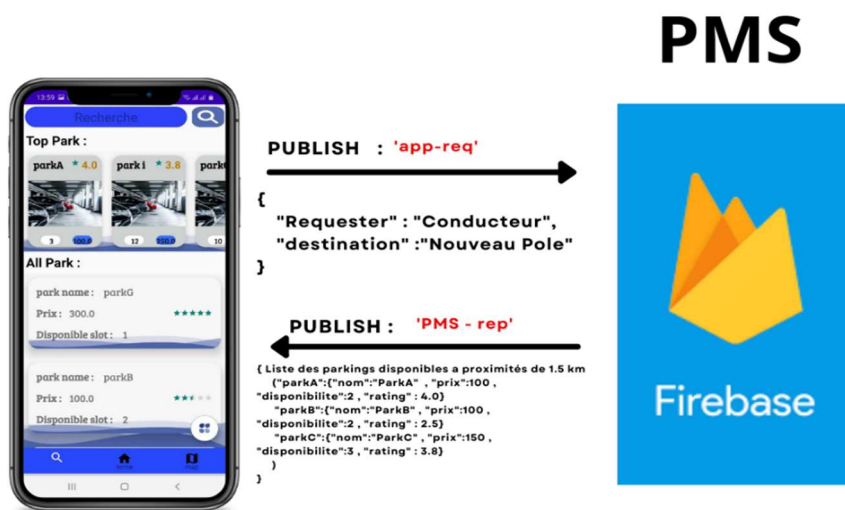 PMS
13:59
Recherche
Top Park :
parkA * 4.0
park i * 3.8
park
3 100.0
12 250.0
10
All Park :
park name : parkG
Prix : 300.0
Disponible slot : 1
park name : parkB
Prix : 100.0
Disponible slot : 2
PUBLISH : 'app-req'
{
"Requester" : "Conducteur",
"destination" :"Nouveau Pole"
}
PUBLISH : 'PMS - rep'
{ Liste des parkings disponibles a proximités de 1.5 km
{"parkA":{"nom":"ParkA" , "prix":100 ,
"disponibilite":2 , "rating" : 4.0}
"parkB":{"nom":"ParkB" , "prix":100 ,
"disponibilite":2 , "rating" : 2.5}
"parkC":{"nom":"ParkC" , "prix":150 ,
"disponibilite":3 , "rating" : 3.8}
}
}
Firebase